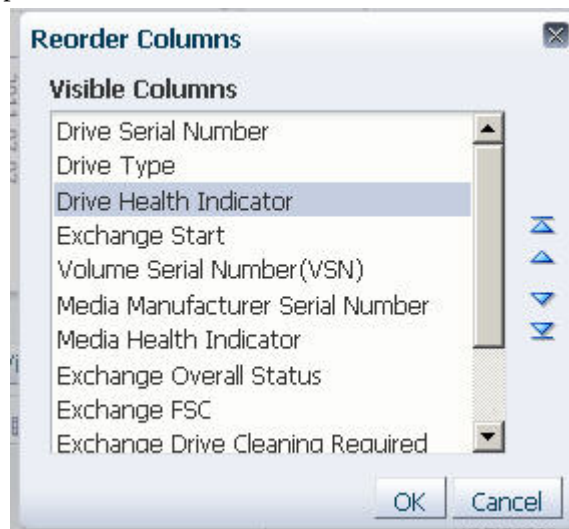 Reorder Columns
Visible Columns
Drive Serial Number
Drive Type
Drive Health Indicator
Exchange Start
Volume Serial Number(VSN)
Media Manufacturer Serial Number
Media Health Indicator
Exchange Overall Status
Exchange FSC
Exchange Drive Cleaning Required
OK
Cancel